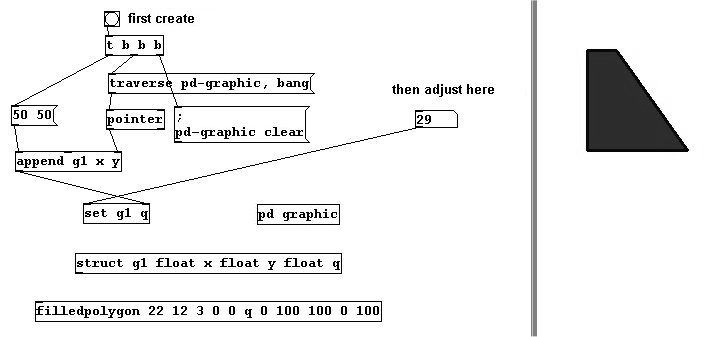 first create
t b b b
traverse pd-graphic, bang
then adjust here
50 50
pointer
;
pd-graphic clear
29
append g1 x y
set g1 q
pd graphic
struct g1 float x float y float q
filledpolygon 22 12 3 0 0 q 0 100 100 0 100